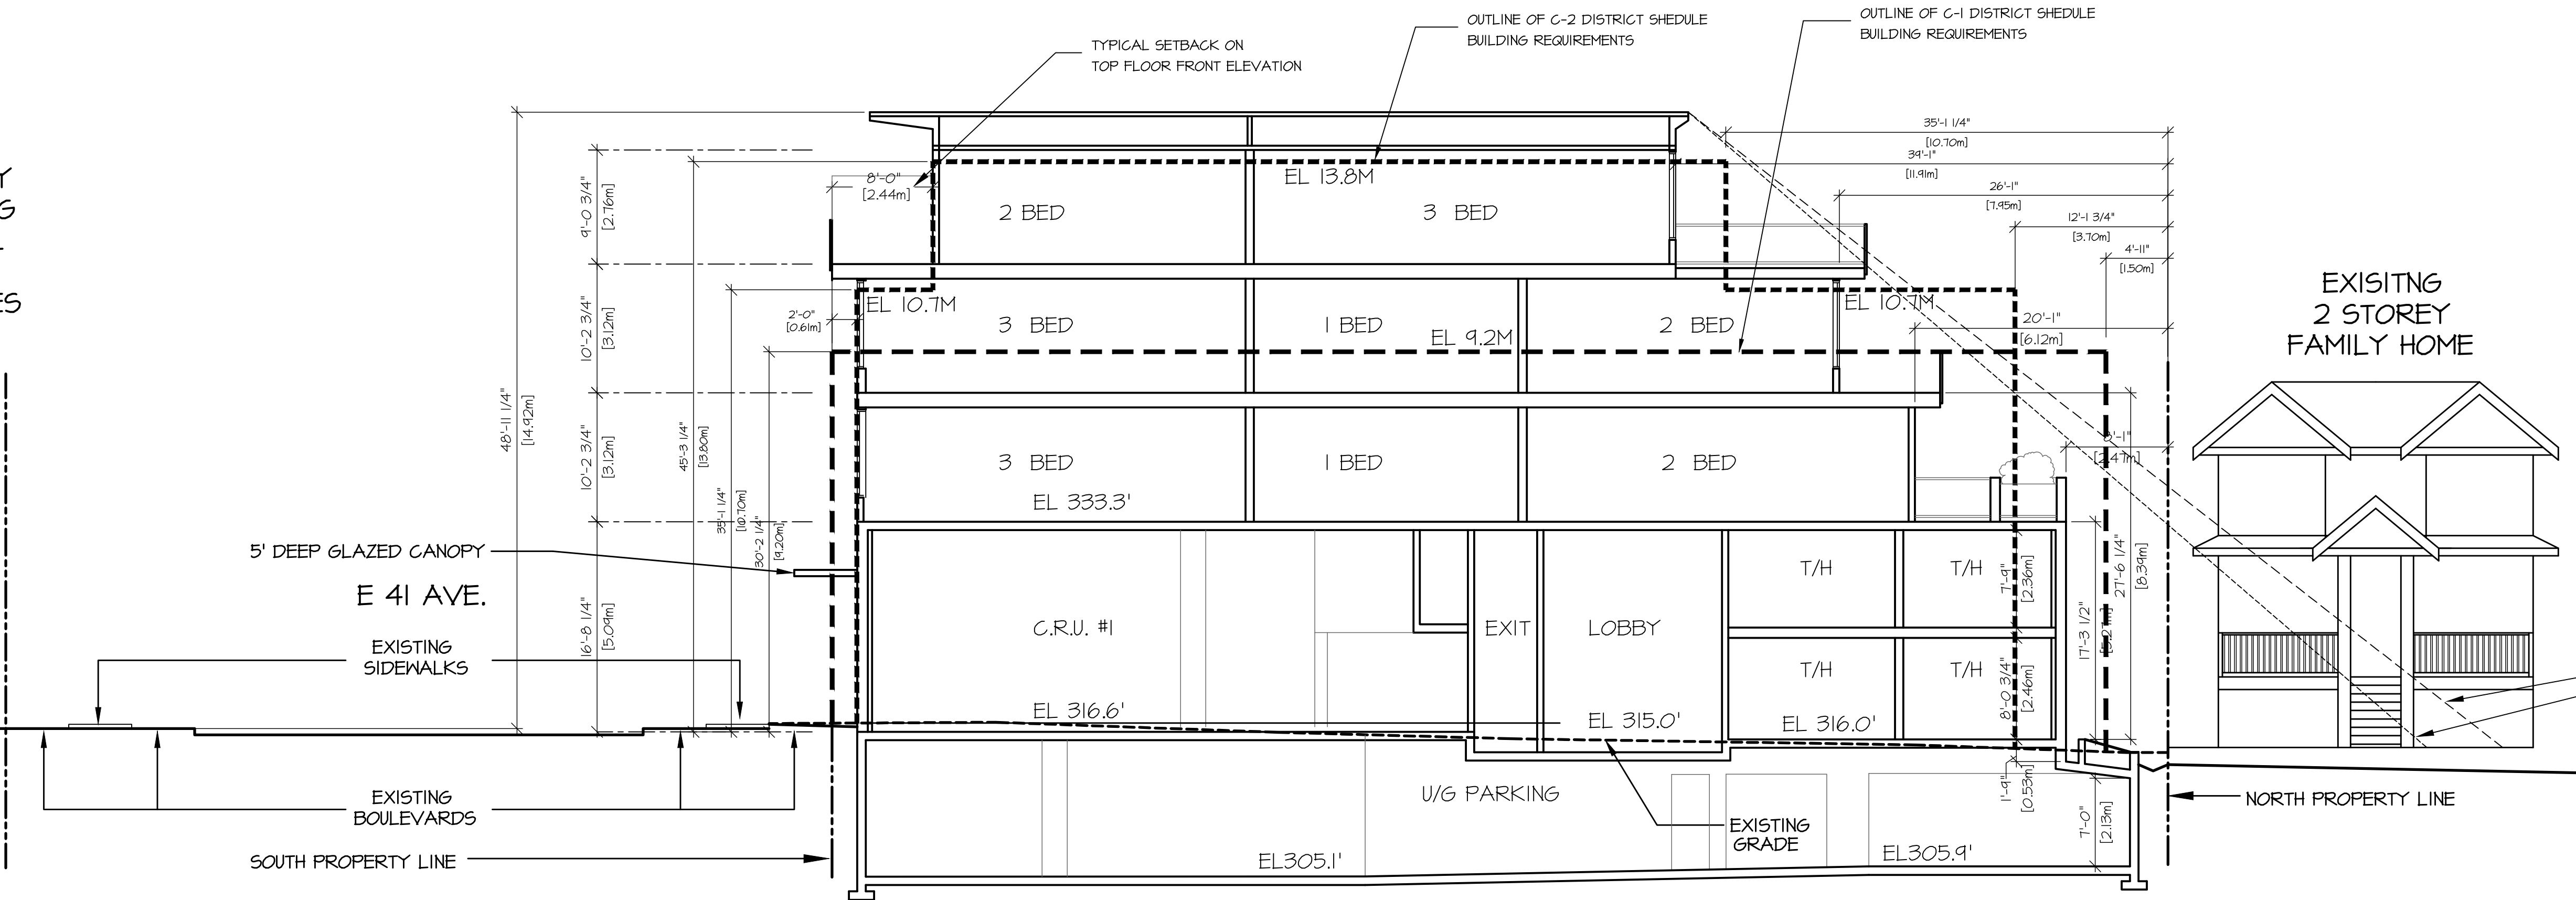 OUTLINE OF C-2 DISTRICT SHEDULE
BUILDING REQUIREMENTS
OUTLINE OF C-1 DISTRICT SHEDULE
BUILDING REQUIREMENTS
TYPICAL SETBACK ON
TOP FLOOR FRONT ELEVATION
35'-1 1/4"
[10.70m]
39'-1"
[11.91m]
26'-1"
[7.95m]
12'-1 3/4"
[3.70m]
4'-11"
[1.50m]
8'-0"
[2.44m]
EL 13.8M
2 BED
3 BED
9'-0 3/4"
[2.76m]
EXISITNG
2 STOREY
FAMILY HOME
EL 10.7M
EL 10.7M
2'-0"
[0.61m]
3 BED
1 BED
2 BED
EL 9.2M
20'-1"
[6.12m]
10'-2 3/4"
[3.12m]
48'-11 1/4"
[14.92m]
45'-3 1/4"
[13.80m]
10'-2 3/4"
[3.12m]
3 BED
1 BED
2 BED
[2.47m]
EL 333.3'
35'-1 1/4"
[10.70m]
30'-2 1/4"
[9.20m]
5' DEEP GLAZED CANOPY
E 41 AVE.
16'-8 1/4"
[5.09m]
C.R.U. #1
EXIT
LOBBY
T/H
T/H
7'-9"
[2.36m]
27'-6 1/4"
[8.39m]
17'-3 1/2"
EXISTING
SIDEWALKS
T/H
T/H
8'-0 3/4"
[2.46m]
EL 316.6'
EL 315.0'
EL 316.0'
EXISTING
BOULEVARDS
U/G PARKING
1'-9"
[0.53m]
7'-0"
[2.13m]
NORTH PROPERTY LINE
EXISTING
GRADE
SOUTH PROPERTY LINE
EL305.1'
EL305.9'